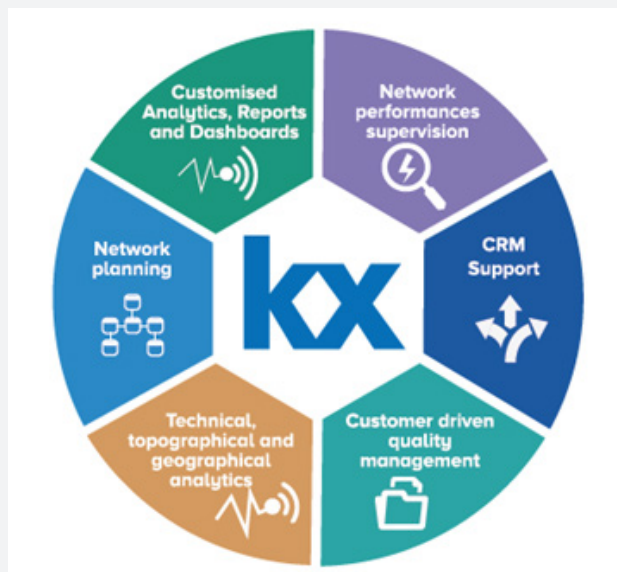 Customised
Analytics, Reports
and Dashboards
Network
performances
supervision
Network
planning
kx
CRM
Support
Technical,
topographical and
geographical
analytics
Customer driven
quality
management